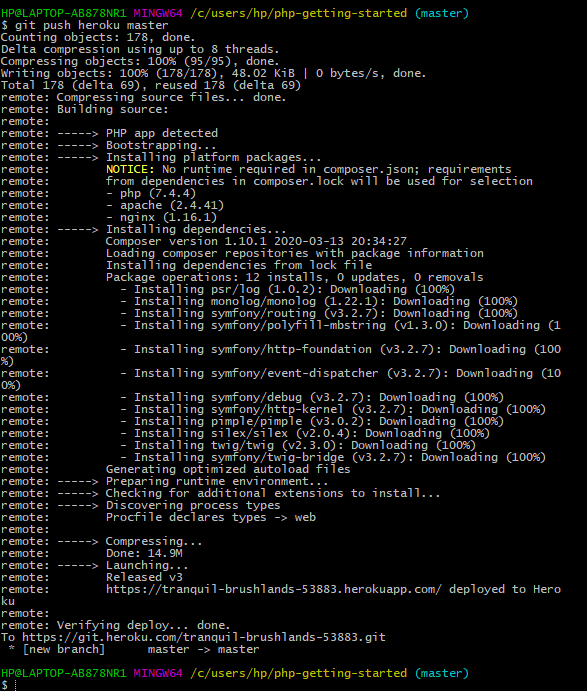 HP@LAPTOP-AB878NR1 MINGW64 /c/users/hp/php-getting-started (master)
$ git push heroku master
Counting objects: 178, done.
Delta compression using up to 8 threads.
Compressing objects: 100% (95/95), done.
Writing objects: 100% (178/178), 48.02 KiB | 0 bytes/s, done.
Total 178 (delta 69), reused 178 (delta 69)
remote: Compressing source files... done.
remote: Building source:
remote:
remote: -----> PHP app detected
remote: -----> Bootstrapping...
remote: -----> Installing platform packages...
remote:        NOTICE: No runtime required in composer.json; requirements
remote:        from dependencies in composer.lock will be used for selection
remote:        - php (7.4.4)
remote:        - apache (2.4.41)
remote:        - nginx (1.16.1)
remote: -----> Installing dependencies...
remote:        Composer version 1.10.1 2020-03-13 20:34:27
remote:        Loading composer repositories with package information
remote:        Installing dependencies from lock file
remote:        Package operations: 12 installs, 0 updates, 0 removals
remote:          - Installing psr/log (1.0.2): Downloading (100%)
remote:          - Installing monolog/monolog (1.22.1): Downloading (100%)
remote:          - Installing symfony/routing (v3.2.7): Downloading (100%)
remote:          - Installing symfony/polyfill-mbstring (v1.3.0): Downloading (1
00%)
remote:          - Installing symfony/http-foundation (v3.2.7): Downloading (100
%)
remote:          - Installing symfony/event-dispatcher (v3.2.7): Downloading (10
0%)
remote:          - Installing symfony/debug (v3.2.7): Downloading (100%)
remote:          - Installing symfony/http-kernel (v3.2.7): Downloading (100%)
remote:          - Installing pimple/pimple (v3.0.2): Downloading (100%)
remote:          - Installing silex/silex (v2.0.4): Downloading (100%)
remote:          - Installing twig/twig (v2.3.0): Downloading (100%)
remote:          - Installing symfony/twig-bridge (v3.2.7): Downloading (100%)
remote:        Generating optimized autoload files
remote: -----> Preparing runtime environment...
remote: -----> Checking for additional extensions to install...
remote: -----> Discovering process types
remote:        Procfile declares types -> web
remote:
remote: -----> Compressing...
remote:        Done: 14.9M
remote: -----> Launching...
remote:        Released v3
remote:        https://tranquil-brushlands-53883.herokuapp.com/ deployed to Hero
ku
remote:
remote: Verifying deploy... done.
To https://git.heroku.com/tranquil-brushlands-53883.git
 * [new branch]      master -> master
HP@LAPTOP-AB878NR1 MINGW64 /c/users/hp/php-getting-started (master)
$